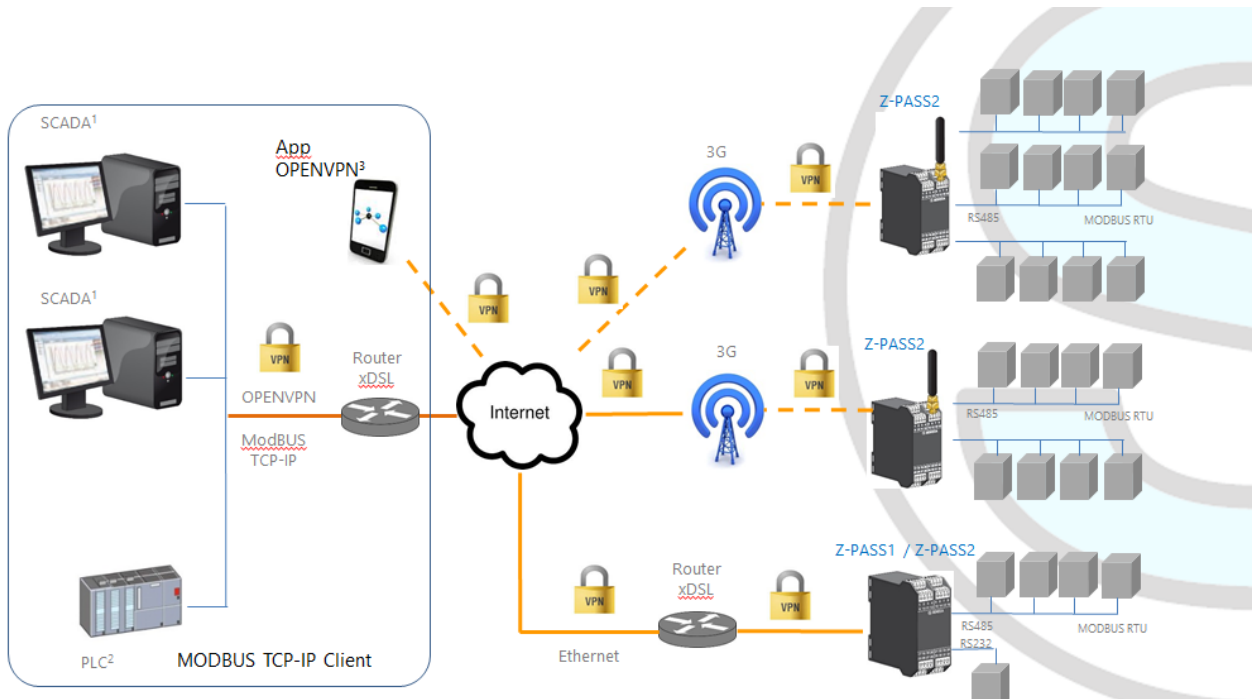 SCADA¹
App
OPENVPN³
SCADA¹
VPN
OPENVPN
ModBUS
TCP-IP
Router
xDSL
PLC²
MODBUS TCP-IP Client
VPN
Internet
VPN
3G
VPN
Z-PASS2
RS485
MODBUS RTU
VPN
3G
VPN
Z-PASS2
RS485
MODBUS RTU
VPN
Ethernet
Router
xDSL
VPN
Z-PASS1 / Z-PASS2
RS485
RS232
MODBUS RTU